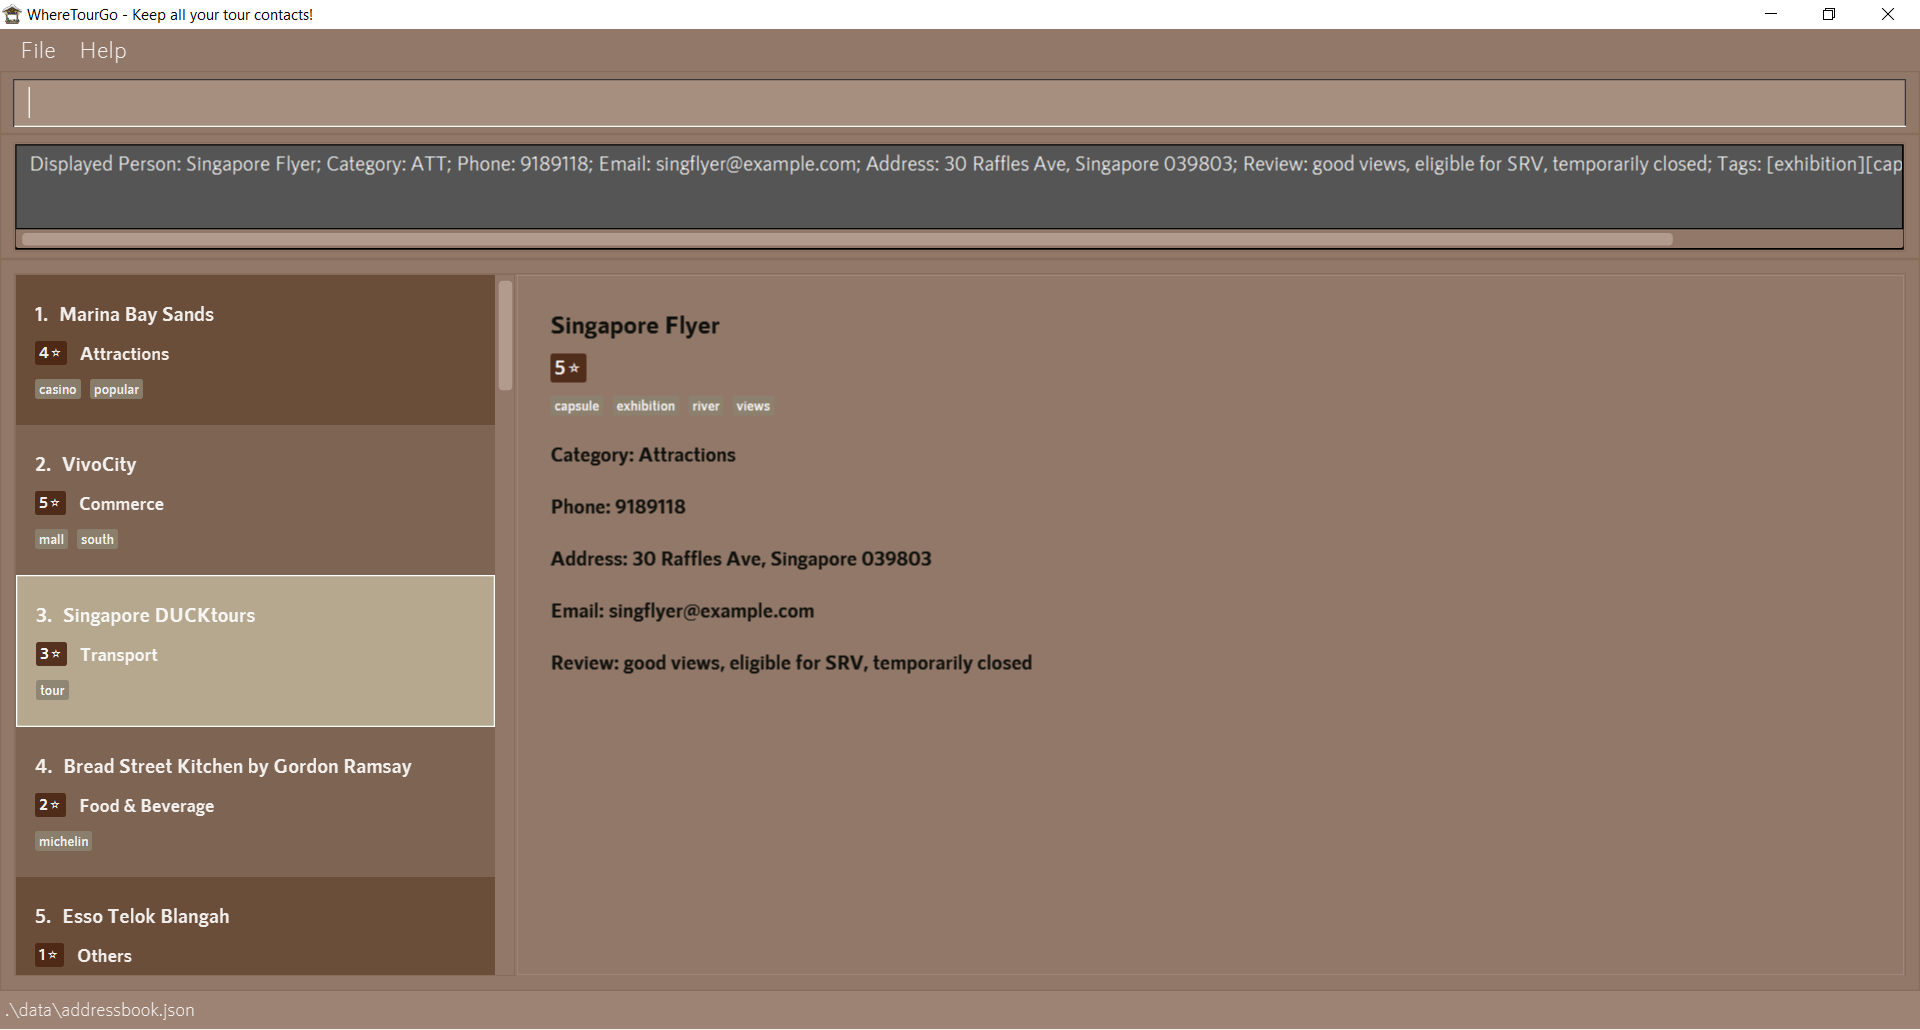 WhereTourGo - Keep all your tour contacts!
File Help
Displayed Person: Singapore Flyer; Category: ATT; Phone: 9189118; Email: singflyer@example.com; Address: 30 Raffles Ave, Singapore 039803; Review: good views, eligible for SRV, temporarily closed; Tags: [exhibition][cap
1. Marina Bay Sands
4☆ Attractions
casino popular
2. VivoCity
5☆ Commerce
mall south
3. Singapore DUCKtours
3☆ Transport
tour
4. Bread Street Kitchen by Gordon Ramsay
2☆ Food & Beverage
michelin
5. Esso Telok Blangah
1☆ Others
Singapore Flyer
5☆
capsule exhibition river views
Category: Attractions
Phone: 9189118
Address: 30 Raffles Ave, Singapore 039803
Email: singflyer@example.com
Review: good views, eligible for SRV, temporarily closed
.\data\addressbook.json